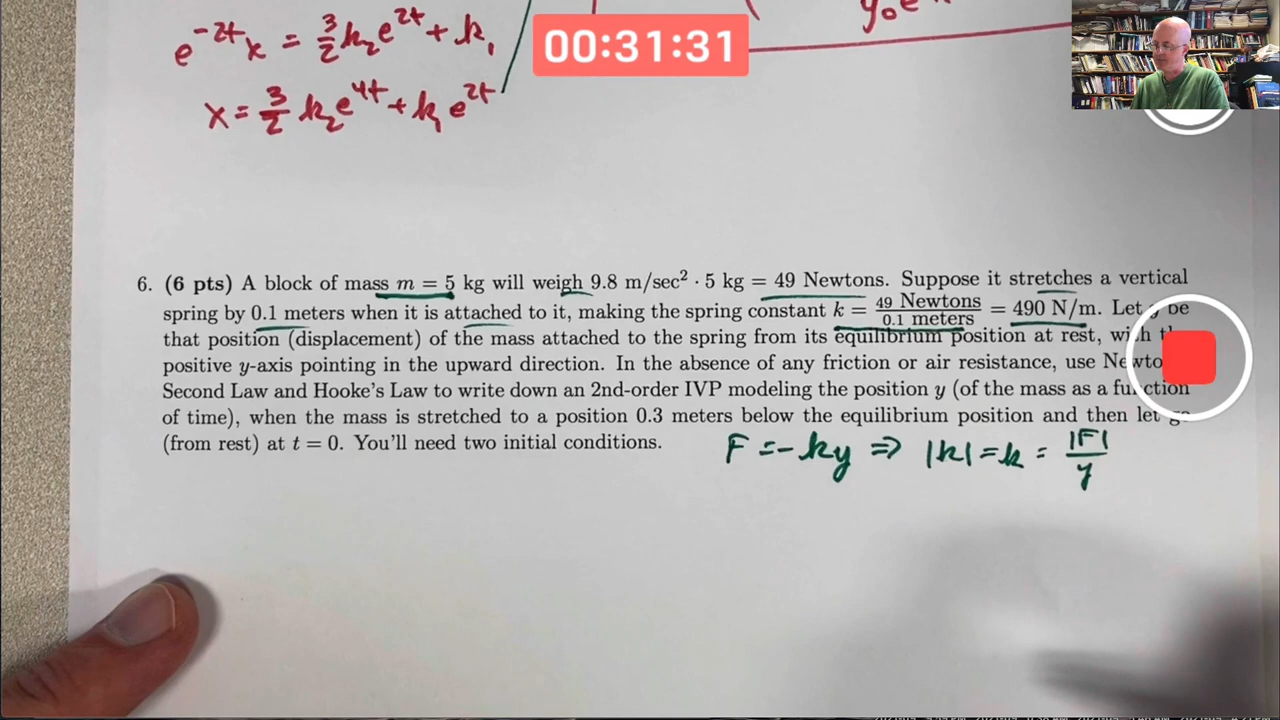 y₀e
e^{-2t}x = 3/2 k₂e^{2t} + k₁
00:31:31
x = 3/2 k₂e^{4t} + k₁e^{2t}
6. (6 pts) A block of mass m = 5 kg will weigh 9.8 m/sec² · 5 kg = 49 Newtons. Suppose it stretches a vertical
spring by 0.1 meters when it is attached to it, making the spring constant k = 49 Newtons/0.1 meters = 490 N/m. Let be
that position (displacement) of the mass attached to the spring from its equilibrium position at rest, with
positive y-axis pointing in the upward direction. In the absence of any friction or air resistance, use
Second Law and Hooke's Law to write down an 2nd-order IVP modeling the position y (of the mass as a function
of time), when the mass is stretched to a position 0.3 meters below the equilibrium position and then let
(from rest) at t = 0. You'll need two initial conditions.
F = -ky ⇒ |k| = k = |F|/y